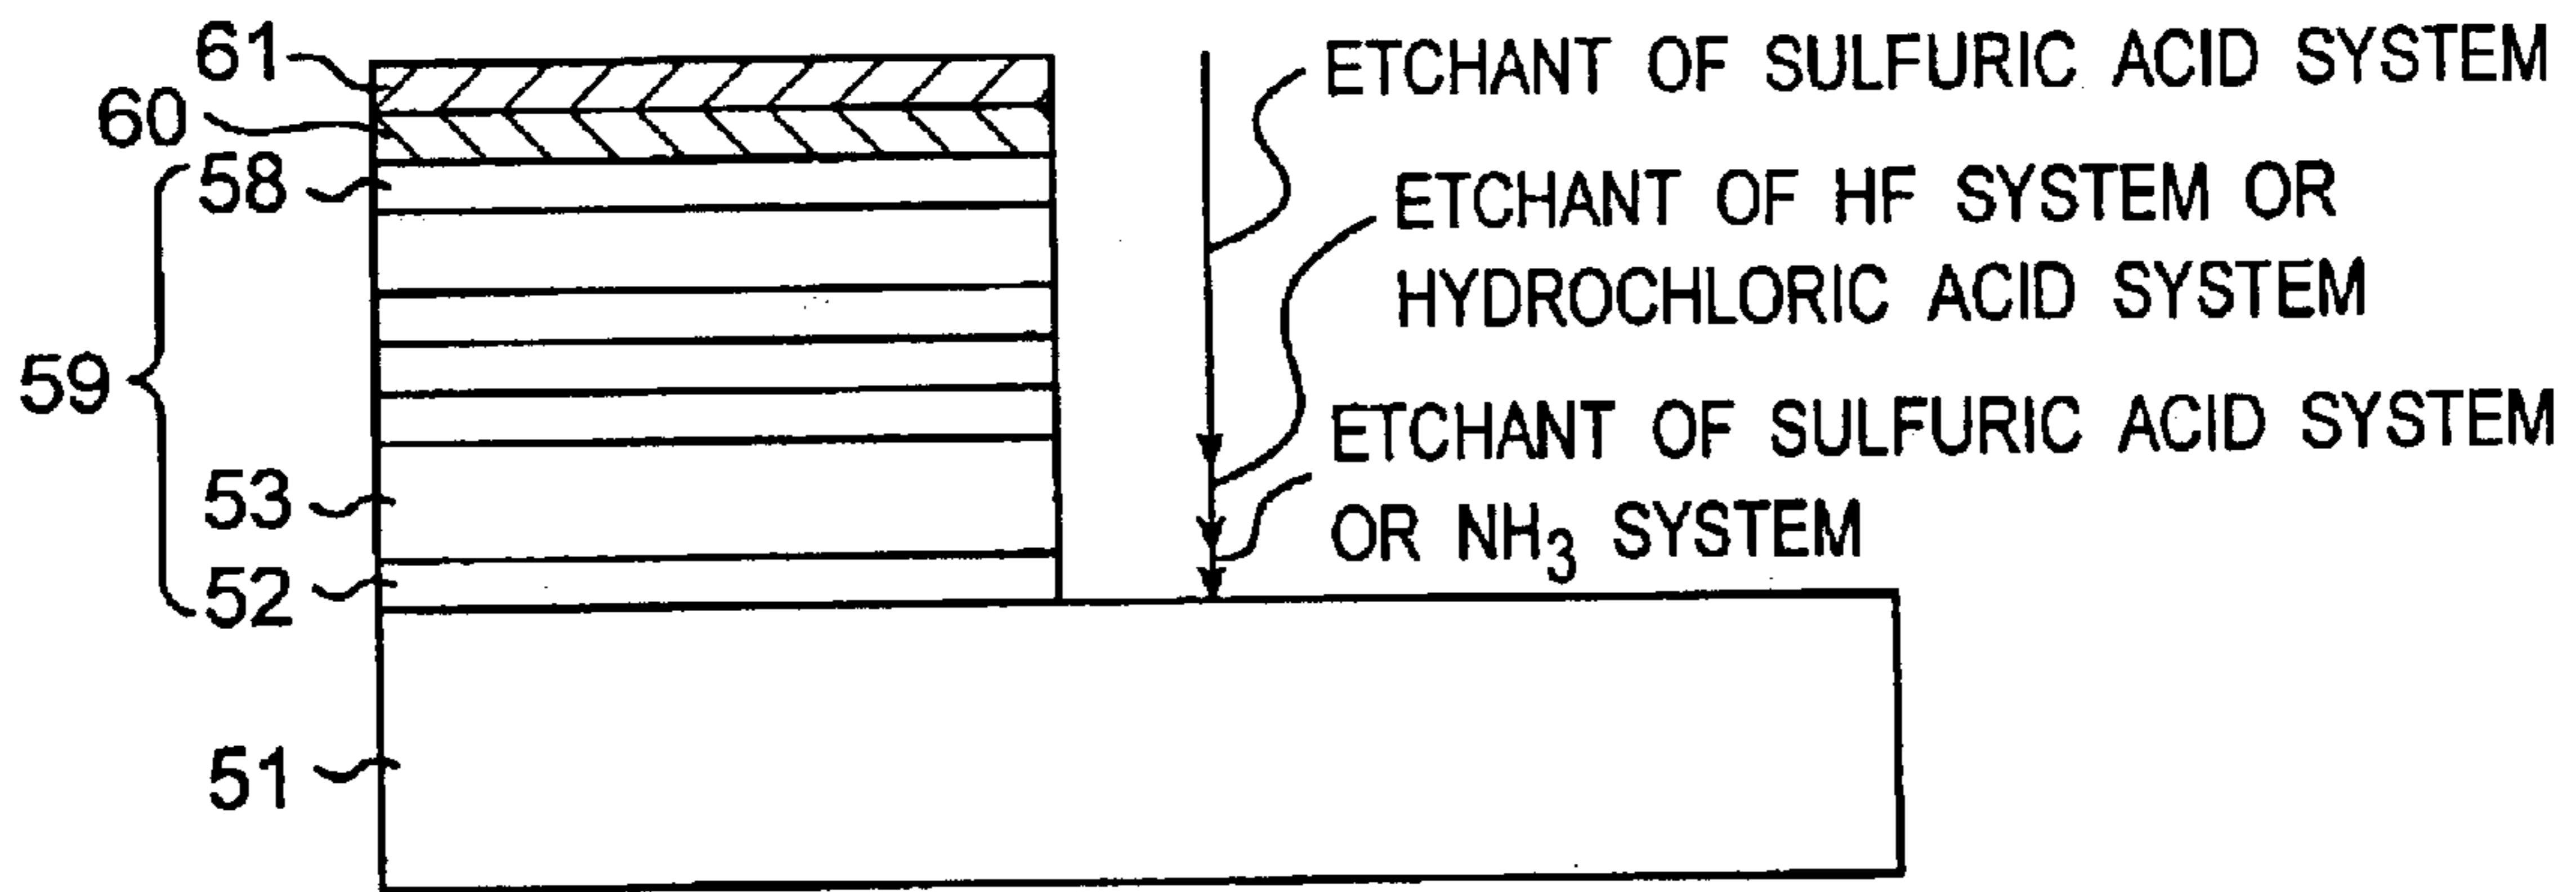 61
60
58
59
53
52
51
ETCHANT OF SULFURIC ACID SYSTEM
ETCHANT OF HF SYSTEM OR
HYDROCHLORIC ACID SYSTEM
ETCHANT OF SULFURIC ACID SYSTEM
OR NH₃ SYSTEM